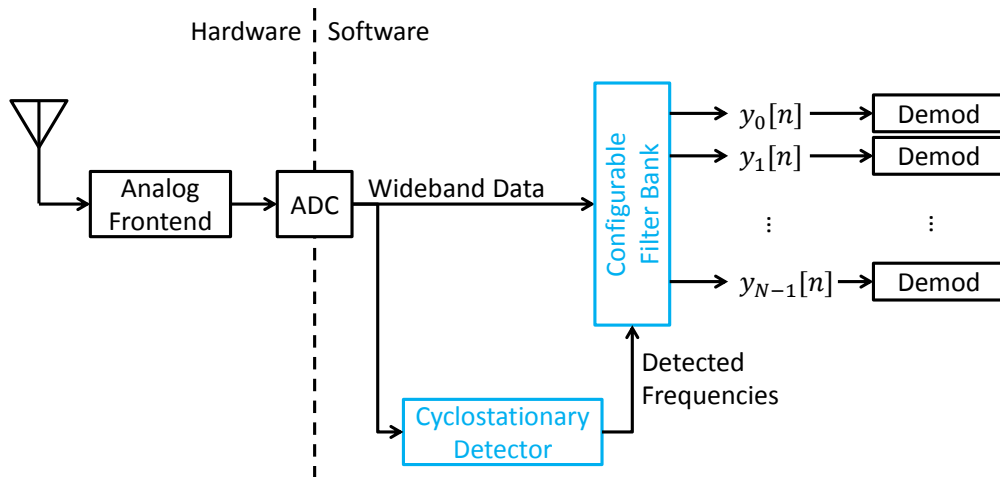 Hardware
Software
Analog
Frontend
ADC
Wideband Data
Configurable
Filter Bank
y₀[n]
Demod
y₁[n]
Demod
⋮
⋮
y_{N−1}[n]
Demod
Detected
Frequencies
Cyclostationary
Detector